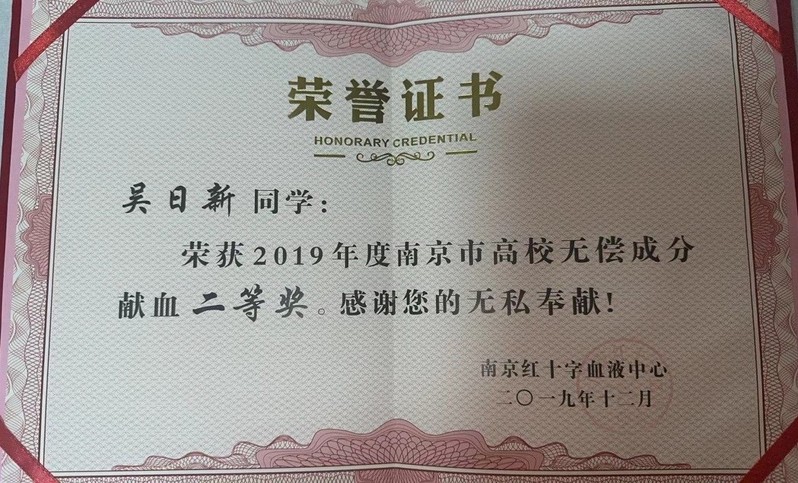 荣誉证书
HONORARY CREDENTIAL
吴日新 同学：
荣获2019年度南京市高校无偿成分
献血 二等奖。感谢您的无私奉献！
南京红十字血液中心
二〇一九年十二月